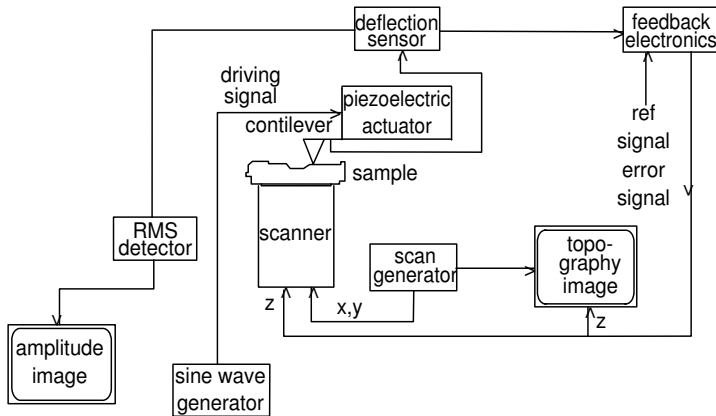 deflection
sensor
feedback
electronics
driving
signal
piezoelectric
actuator
contilever
ref
signal
error
signal
sample
RMS
detector
scanner
scan
generator
topo-
graphy
image
z
x,y
z
amplitude
image
sine wave
generator